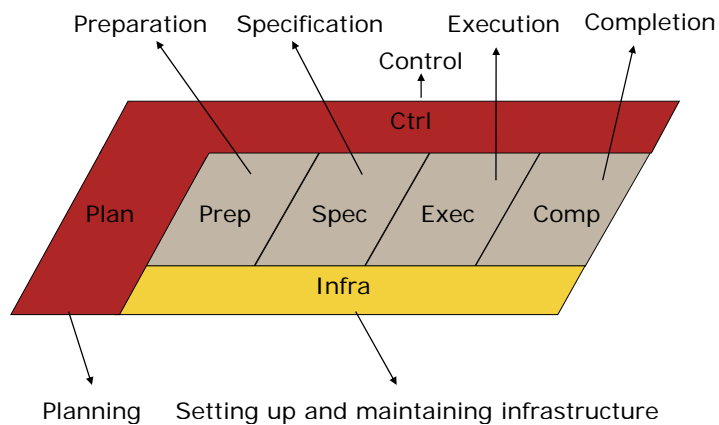 Preparation Specification Execution Completion
Control
Ctrl
Plan Prep Spec Exec Comp
Infra
Planning Setting up and maintaining infrastructure